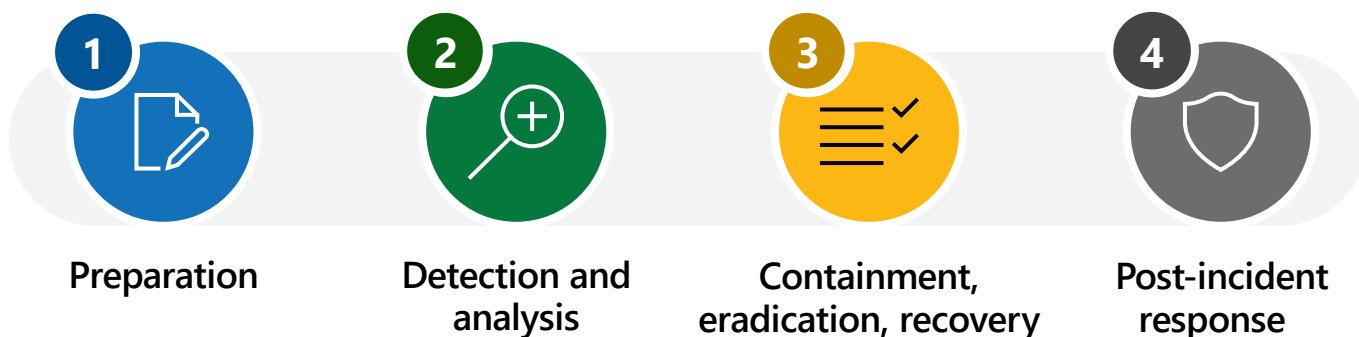 1
2
3
4
Preparation
Detection and
analysis
Containment,
eradication, recovery
Post-incident
response